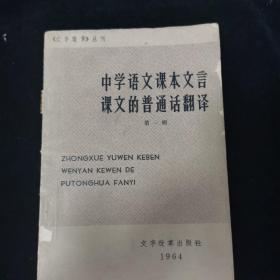 《文字改革》丛刊
中学语文课本文言
课文的普通话翻译
第一册
ZHONGXUE YUWEN KEBEN
WENYAN KEWEN DE
PUTONGHUA FANYI
文字改革出版社
1964